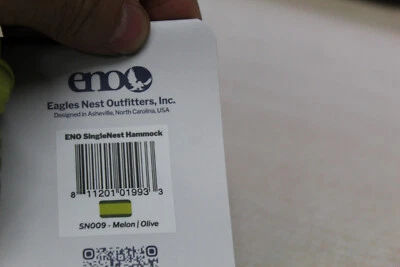 eno
Eagles Nest Outfitters, Inc.
Designed in Asheville, North Carolina, USA
ENO SingleNest Hammock
8 11201 01993 3
SN009 - Melon | Olive